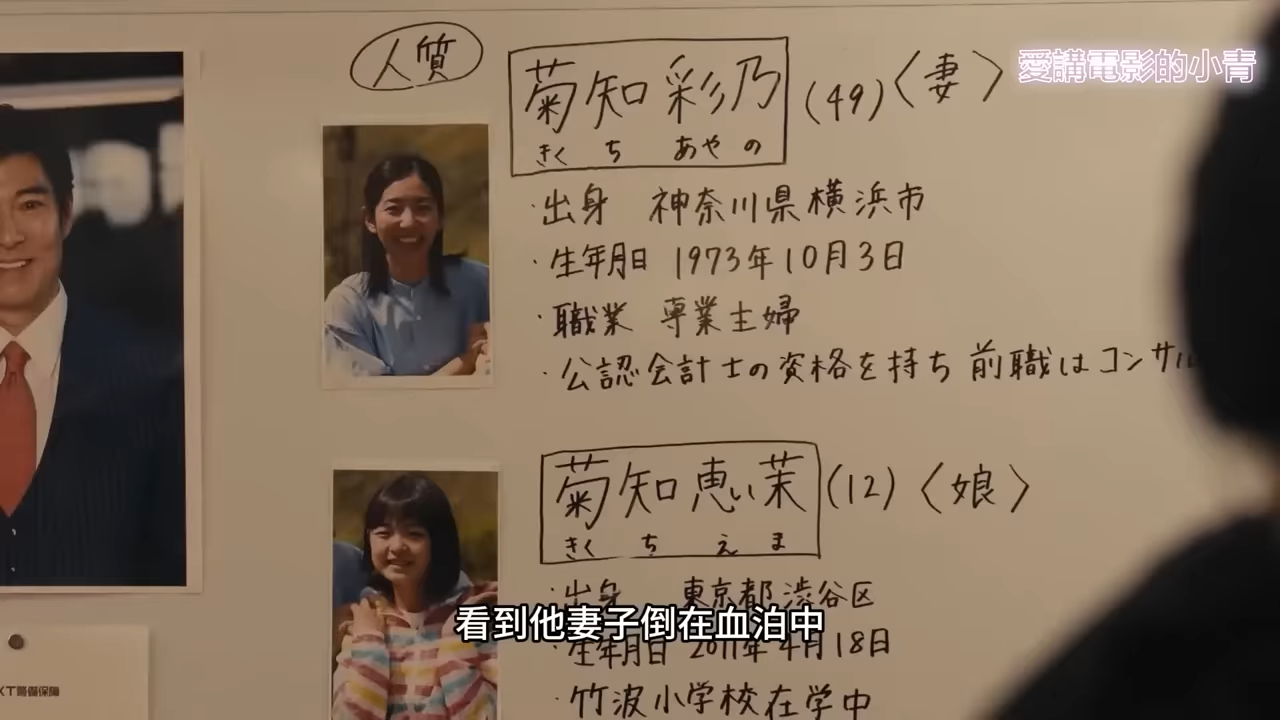 人質
菊知 彩乃 (49)〈妻〉
きく ち あや の
・出身 神奈川県横浜市
・生年月日 1973年10月3日
・職業 専業主婦
・公認会計士の資格を持ち 前職はコンサル
菊知 恵茉 (12)〈娘〉
きく ち え ま
・出身 東京都渋谷区
・生年月日 2011年4月18日
・竹波小学校在学中
愛講電影的小青
看到他妻子倒在血泊中
警備保障